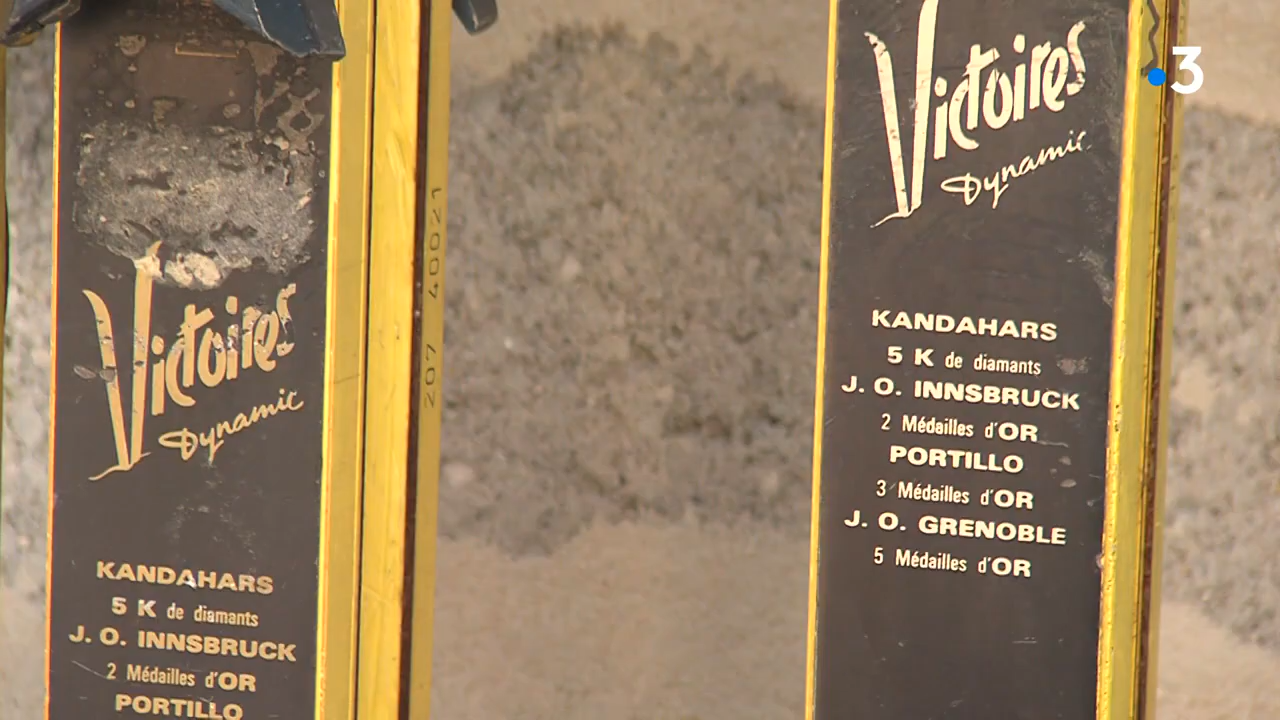 Victoires
Dynamic
KANDAHARS
5 K de diamants
J. O. INNSBRUCK
2 Médailles d'OR
PORTILLO
207 40021
Victoires
Dynamic
KANDAHARS
5 K de diamants
J. O. INNSBRUCK
2 Médailles d'OR
PORTILLO
3 Médailles d'OR
J. O. GRENOBLE
5 Médailles d'OR
3